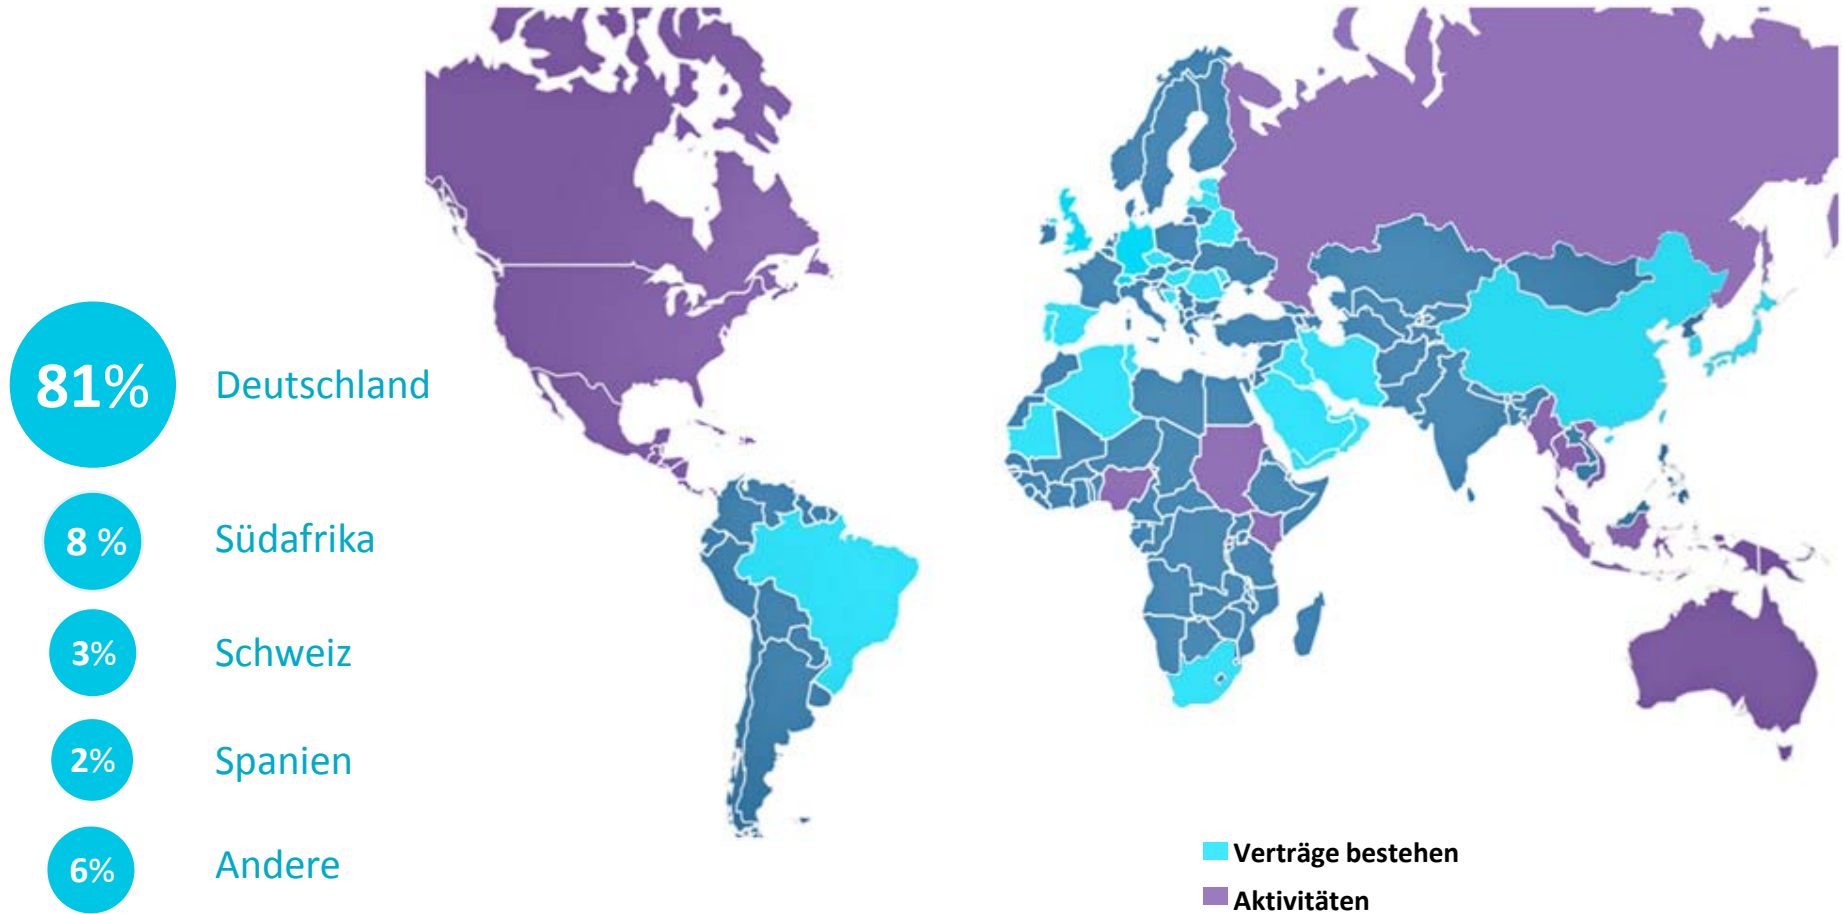 81% Deutschland
8 % Südafrika
3% Schweiz
2% Spanien
6% Andere
Verträge bestehen
Aktivitäten